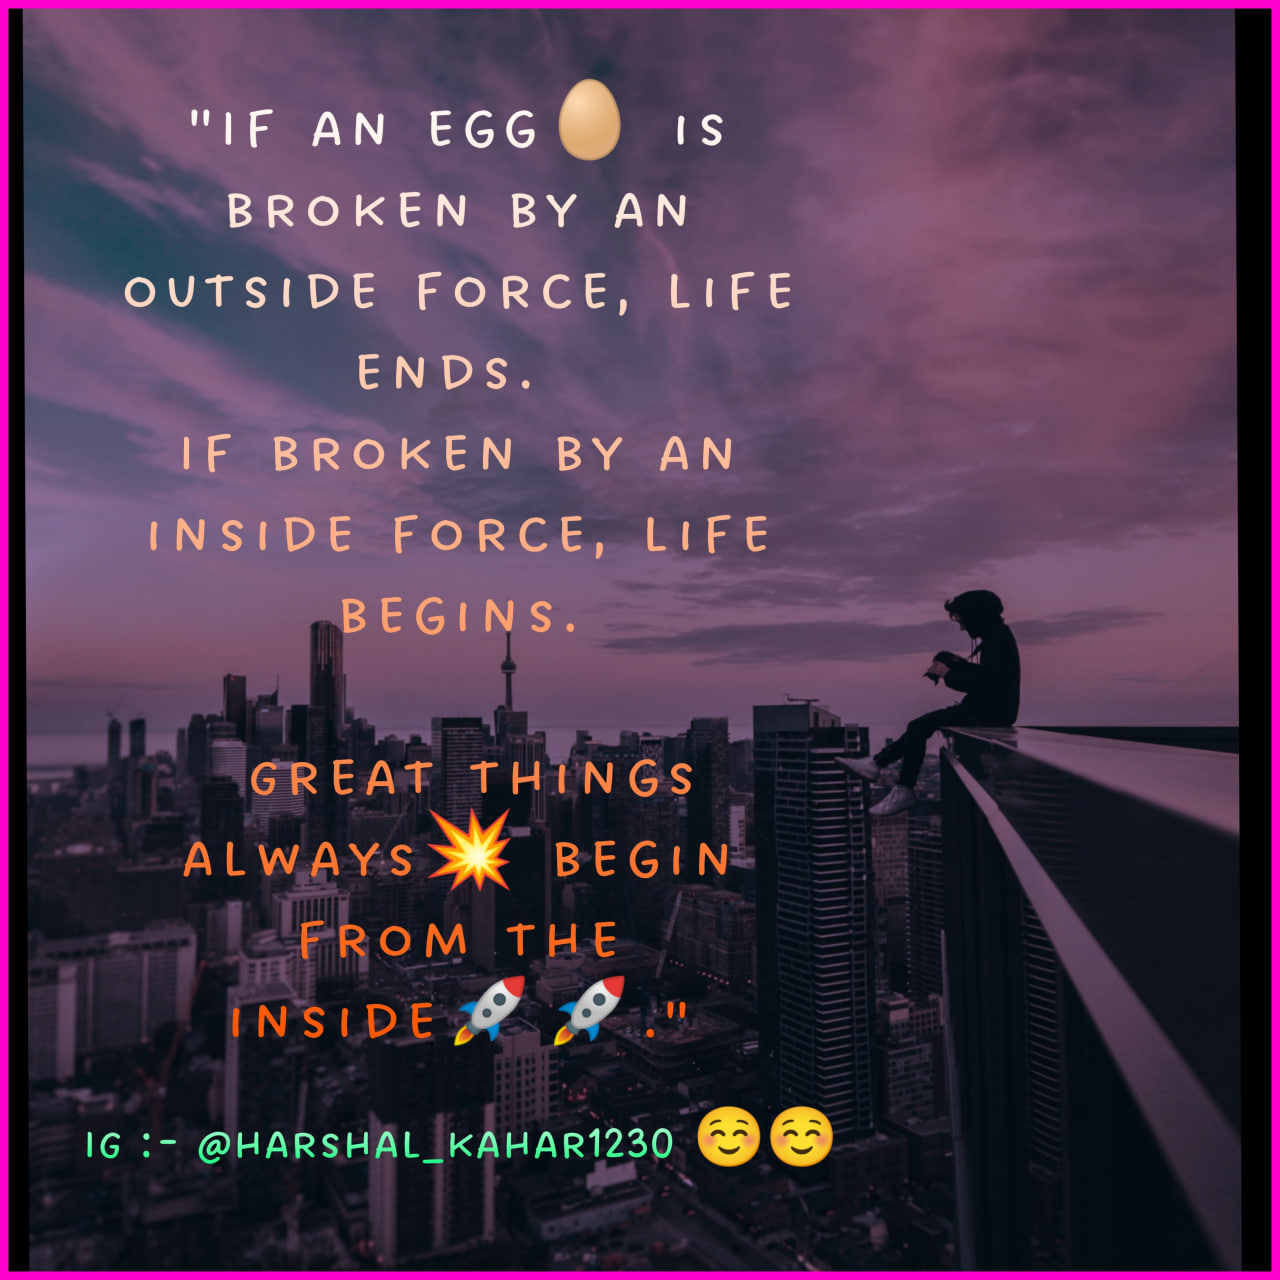 "IF AN EGG🥚 IS
BROKEN BY AN
OUTSIDE FORCE, LIFE
ENDS.
IF BROKEN BY AN
INSIDE FORCE, LIFE
BEGINS.
GREAT THINGS
ALWAYS💥 BEGIN
FROM THE
INSIDE🚀 🚀."
IG :- @HARSHAL_KAHAR1230 ☺️☺️